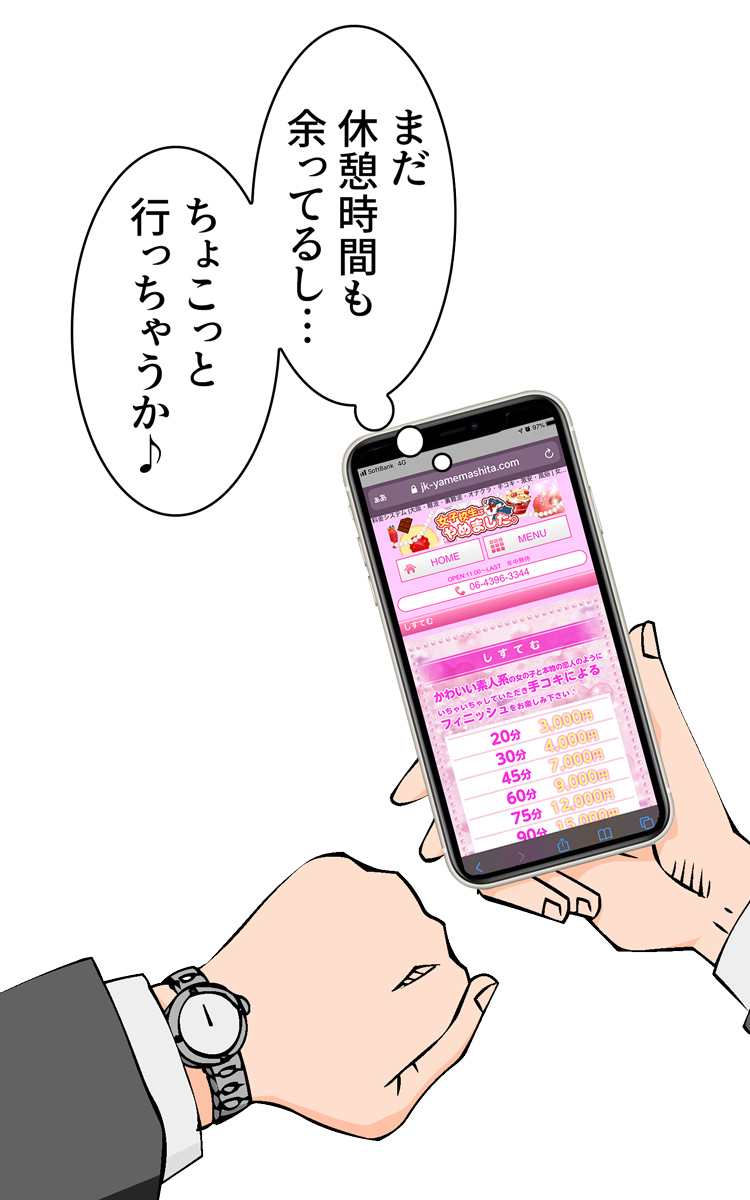 まだ
休憩時間も
余ってるし…
ちょこっと
行っちゃうか♪
SoftBank 4G
97%
ぁあ
jk-yamemashita.com
女子校生は
やめました。
HOME
MENU
OPEN:11:00〜LAST 年中無休
06-4396-3344
しすてむ
しすてむ
かわいい素人系の女の子と本物の恋人のように
いちゃいちゃしていただき手コキによる
フィニッシュをお楽しみ下さい♪
20分 3,000円
30分 4,000円
45分 7,000円
60分 9,000円
75分 12,000円
90分 15,000円